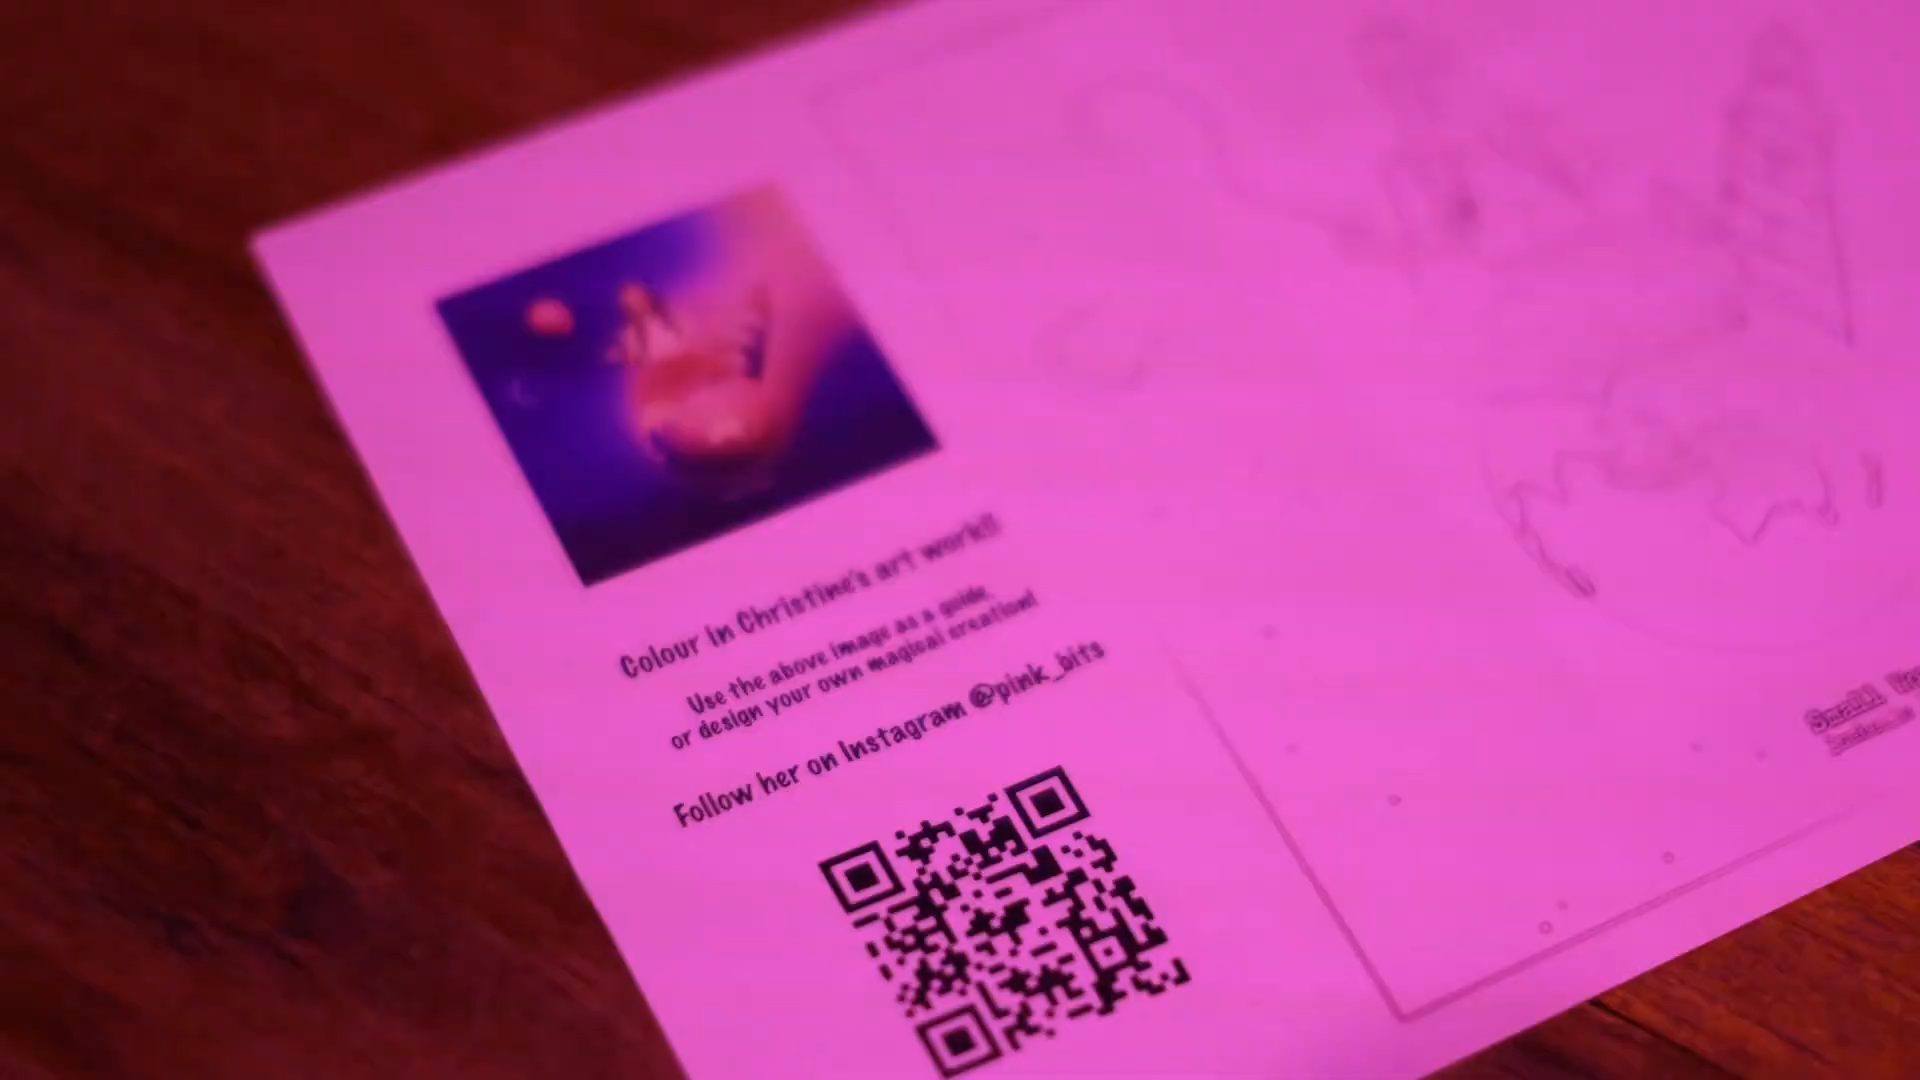 Colour in Christine's art work!!
Use the above image as a guide,
or design your own magical creation!
Follow her on Instagram @pink_bits